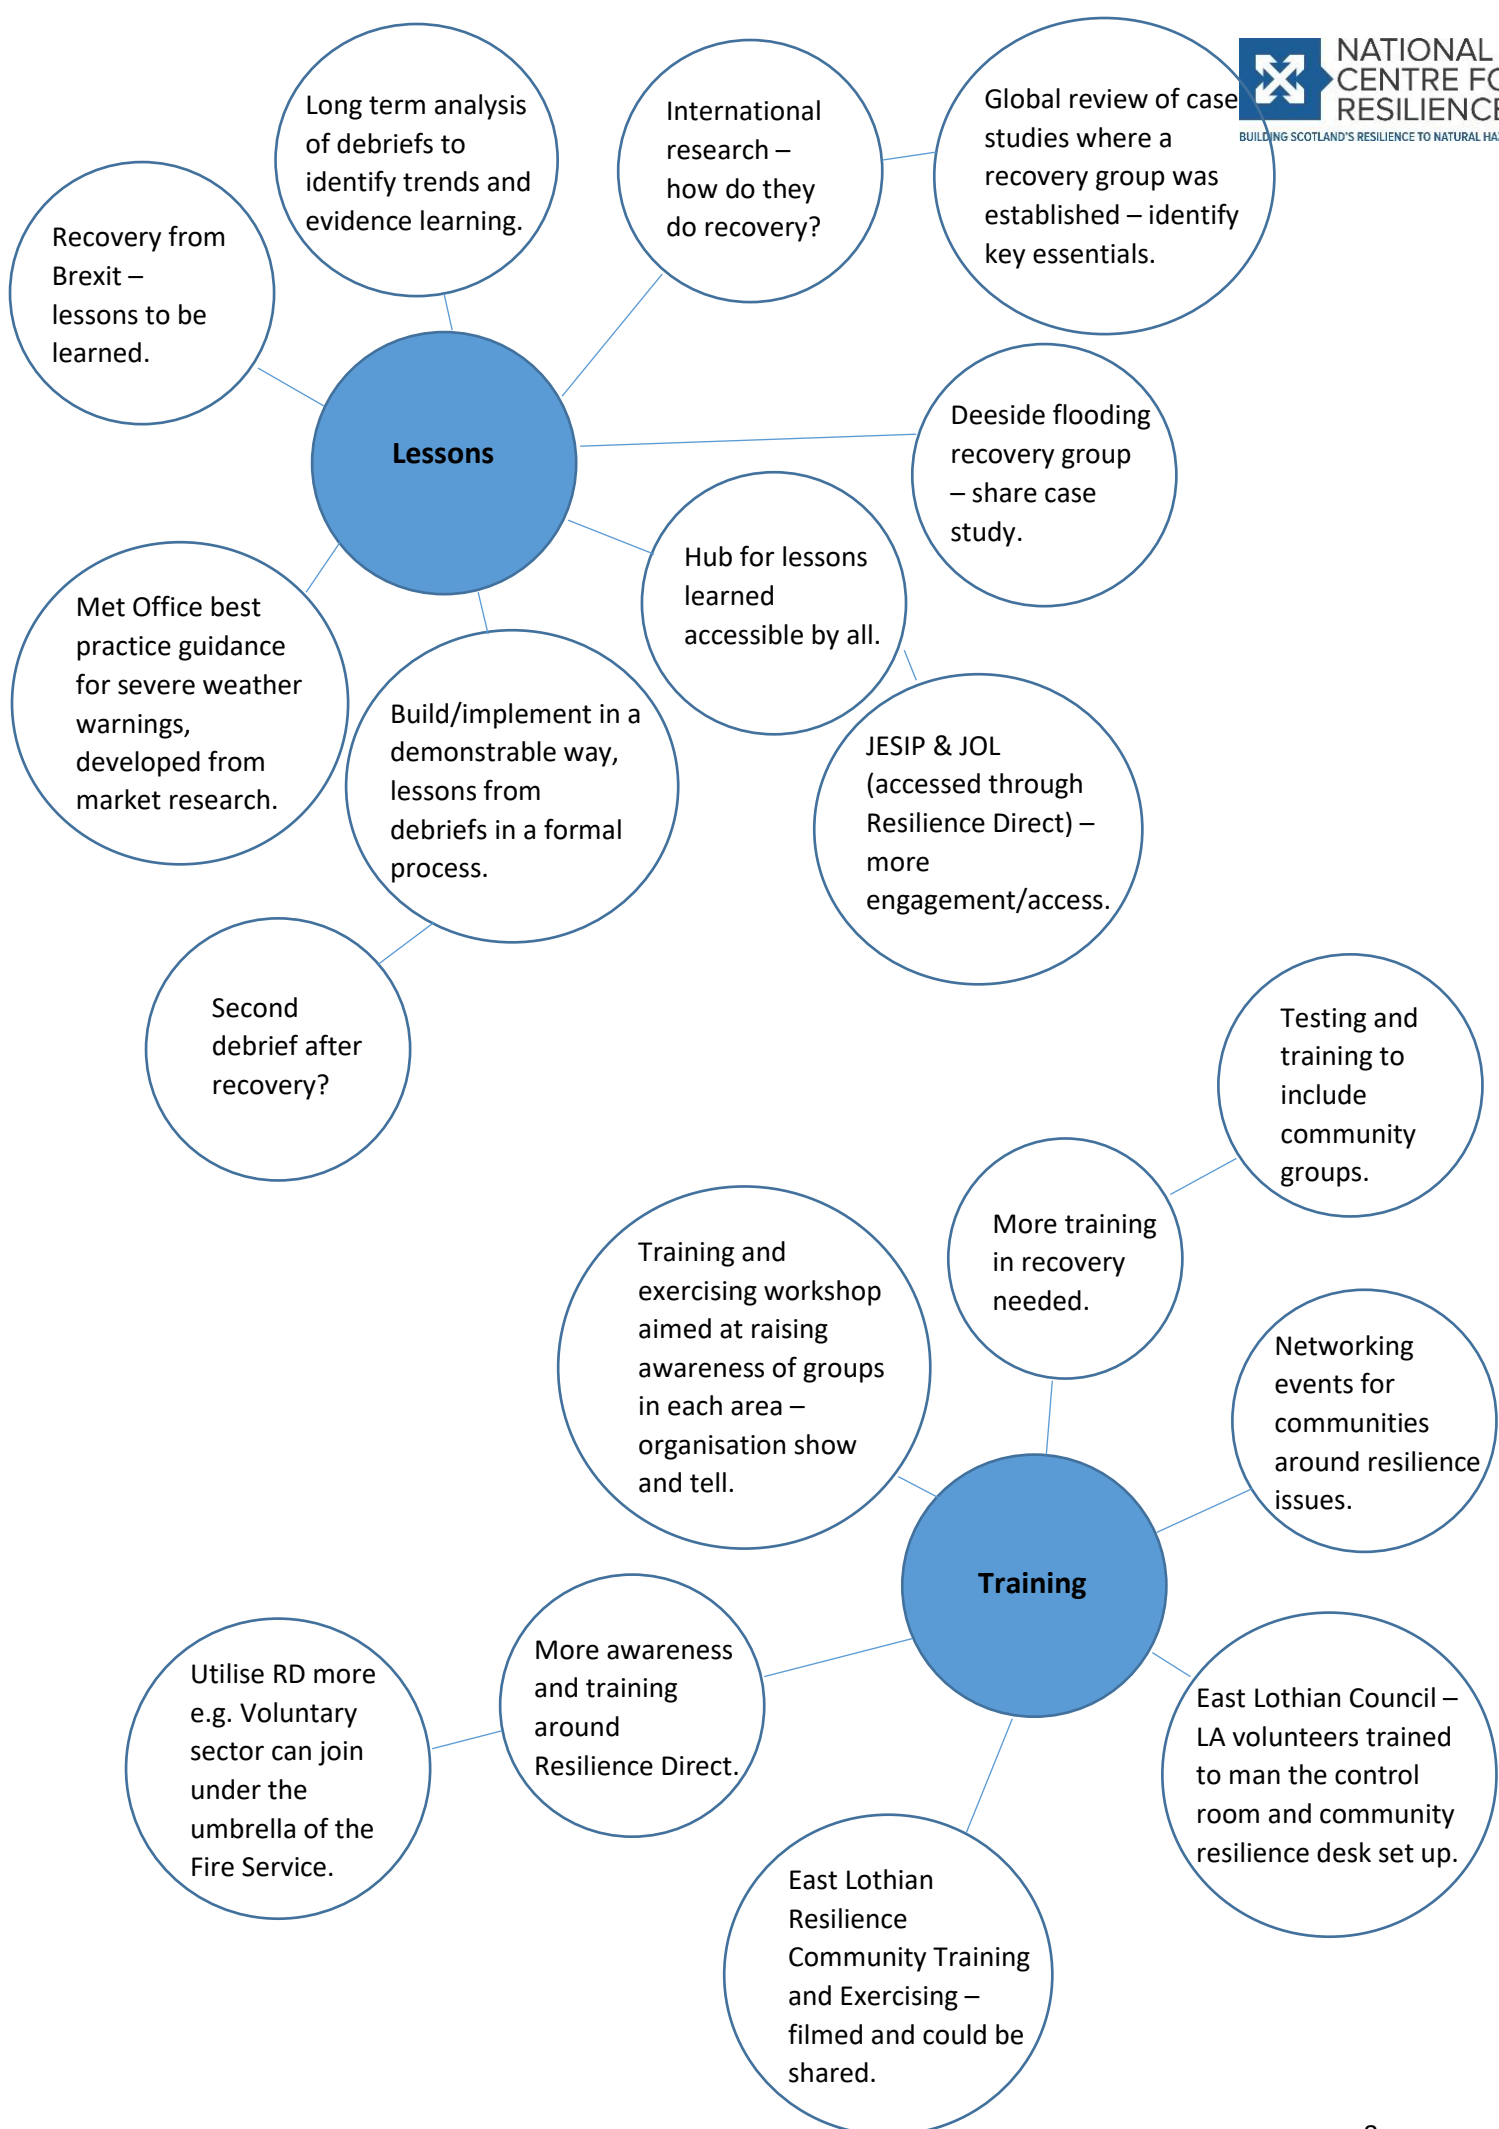 NATIONAL
CENTRE FO
RESILIENCE
BUILDING SCOTLAND'S RESILIENCE TO NATURAL HA
Long term analysis
of debriefs to
identify trends and
evidence learning.
International
research –
how do they
do recovery?
Global review of case
studies where a
recovery group was
established – identify
key essentials.
Recovery from
Brexit –
lessons to be
learned.
Lessons
Deeside flooding
recovery group
– share case
study.
Hub for lessons
learned
accessible by all.
Met Office best
practice guidance
for severe weather
warnings,
developed from
market research.
Build/implement in a
demonstrable way,
lessons from
debriefs in a formal
process.
JESIP & JOL
(accessed through
Resilience Direct) –
more
engagement/access.
Second
debrief after
recovery?
Testing and
training to
include
community
groups.
More training
in recovery
needed.
Training and
exercising workshop
aimed at raising
awareness of groups
in each area –
organisation show
and tell.
Networking
events for
communities
around resilience
issues.
Training
More awareness
and training
around
Resilience Direct.
Utilise RD more
e.g. Voluntary
sector can join
under the
umbrella of the
Fire Service.
East Lothian Council –
LA volunteers trained
to man the control
room and community
resilience desk set up.
East Lothian
Resilience
Community Training
and Exercising –
filmed and could be
shared.